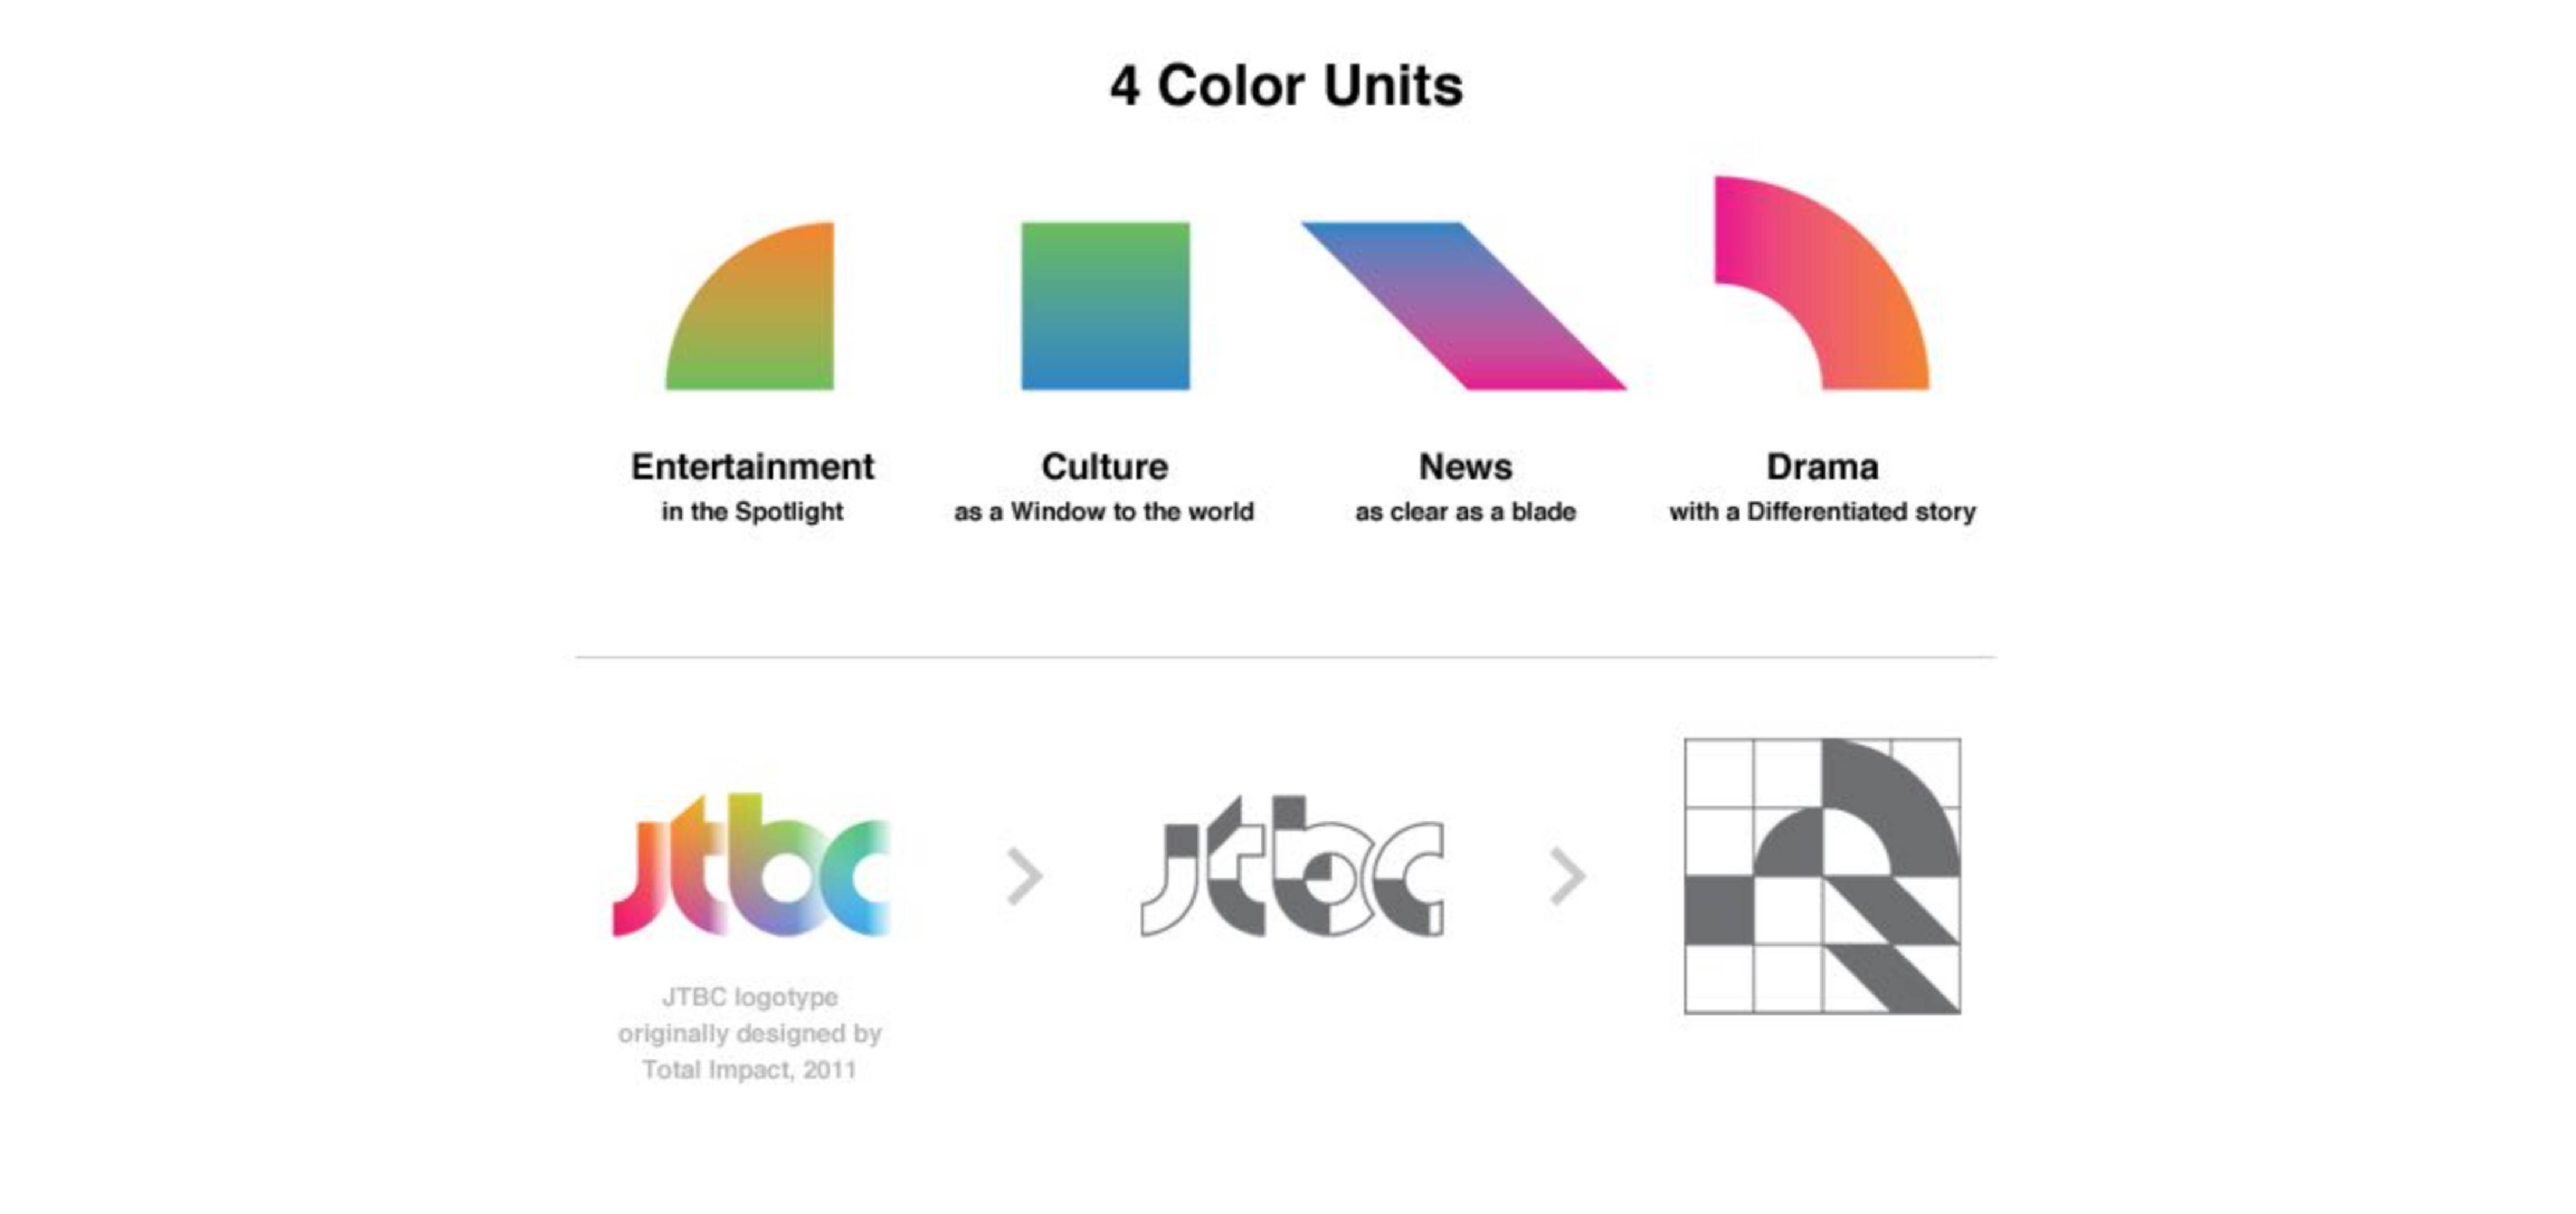 4 Color Units
Entertainment
in the Spotlight
Culture
as a Window to the world
News
as clear as a blade
Drama
with a Differentiated story
jtbc
jtbc
JTBC logotype
originally designed by
Total Impact, 2011